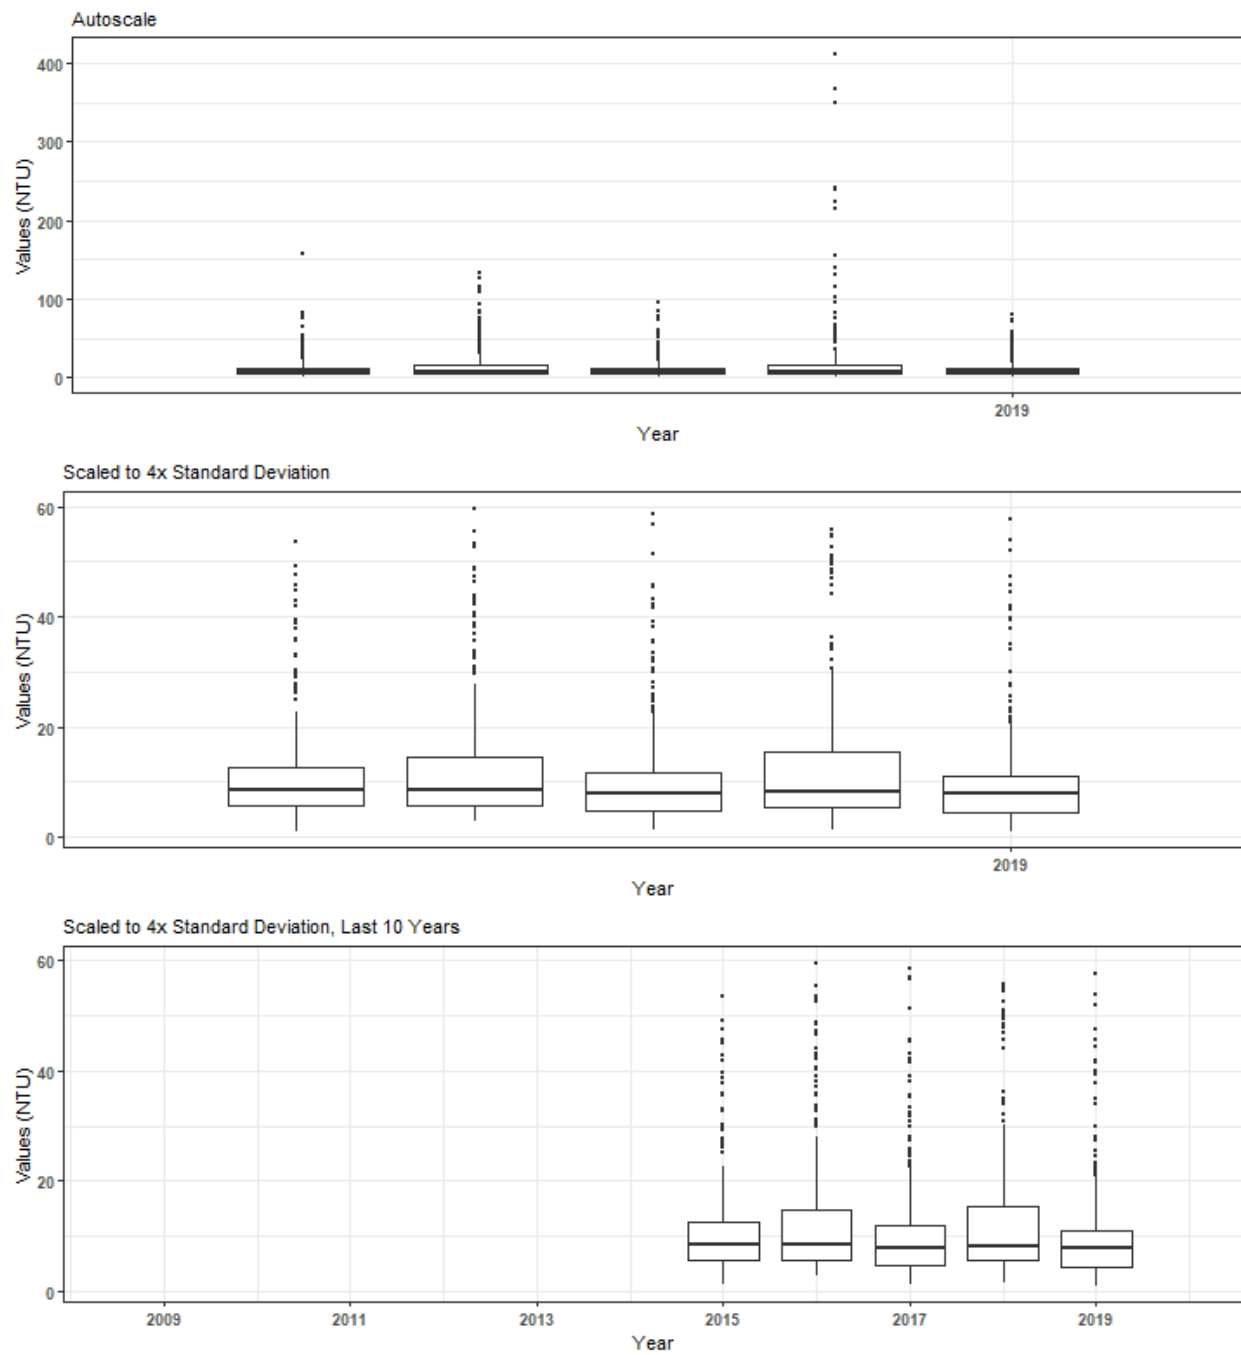 Autoscale
Values (NTU)
400
300
200
100
0
2019
Year
Scaled to 4x Standard Deviation
Values (NTU)
60
40
20
0
2019
Year
Scaled to 4x Standard Deviation, Last 10 Years
Values (NTU)
60
40
20
0
2009 2011 2013 2015 2017 2019
Year